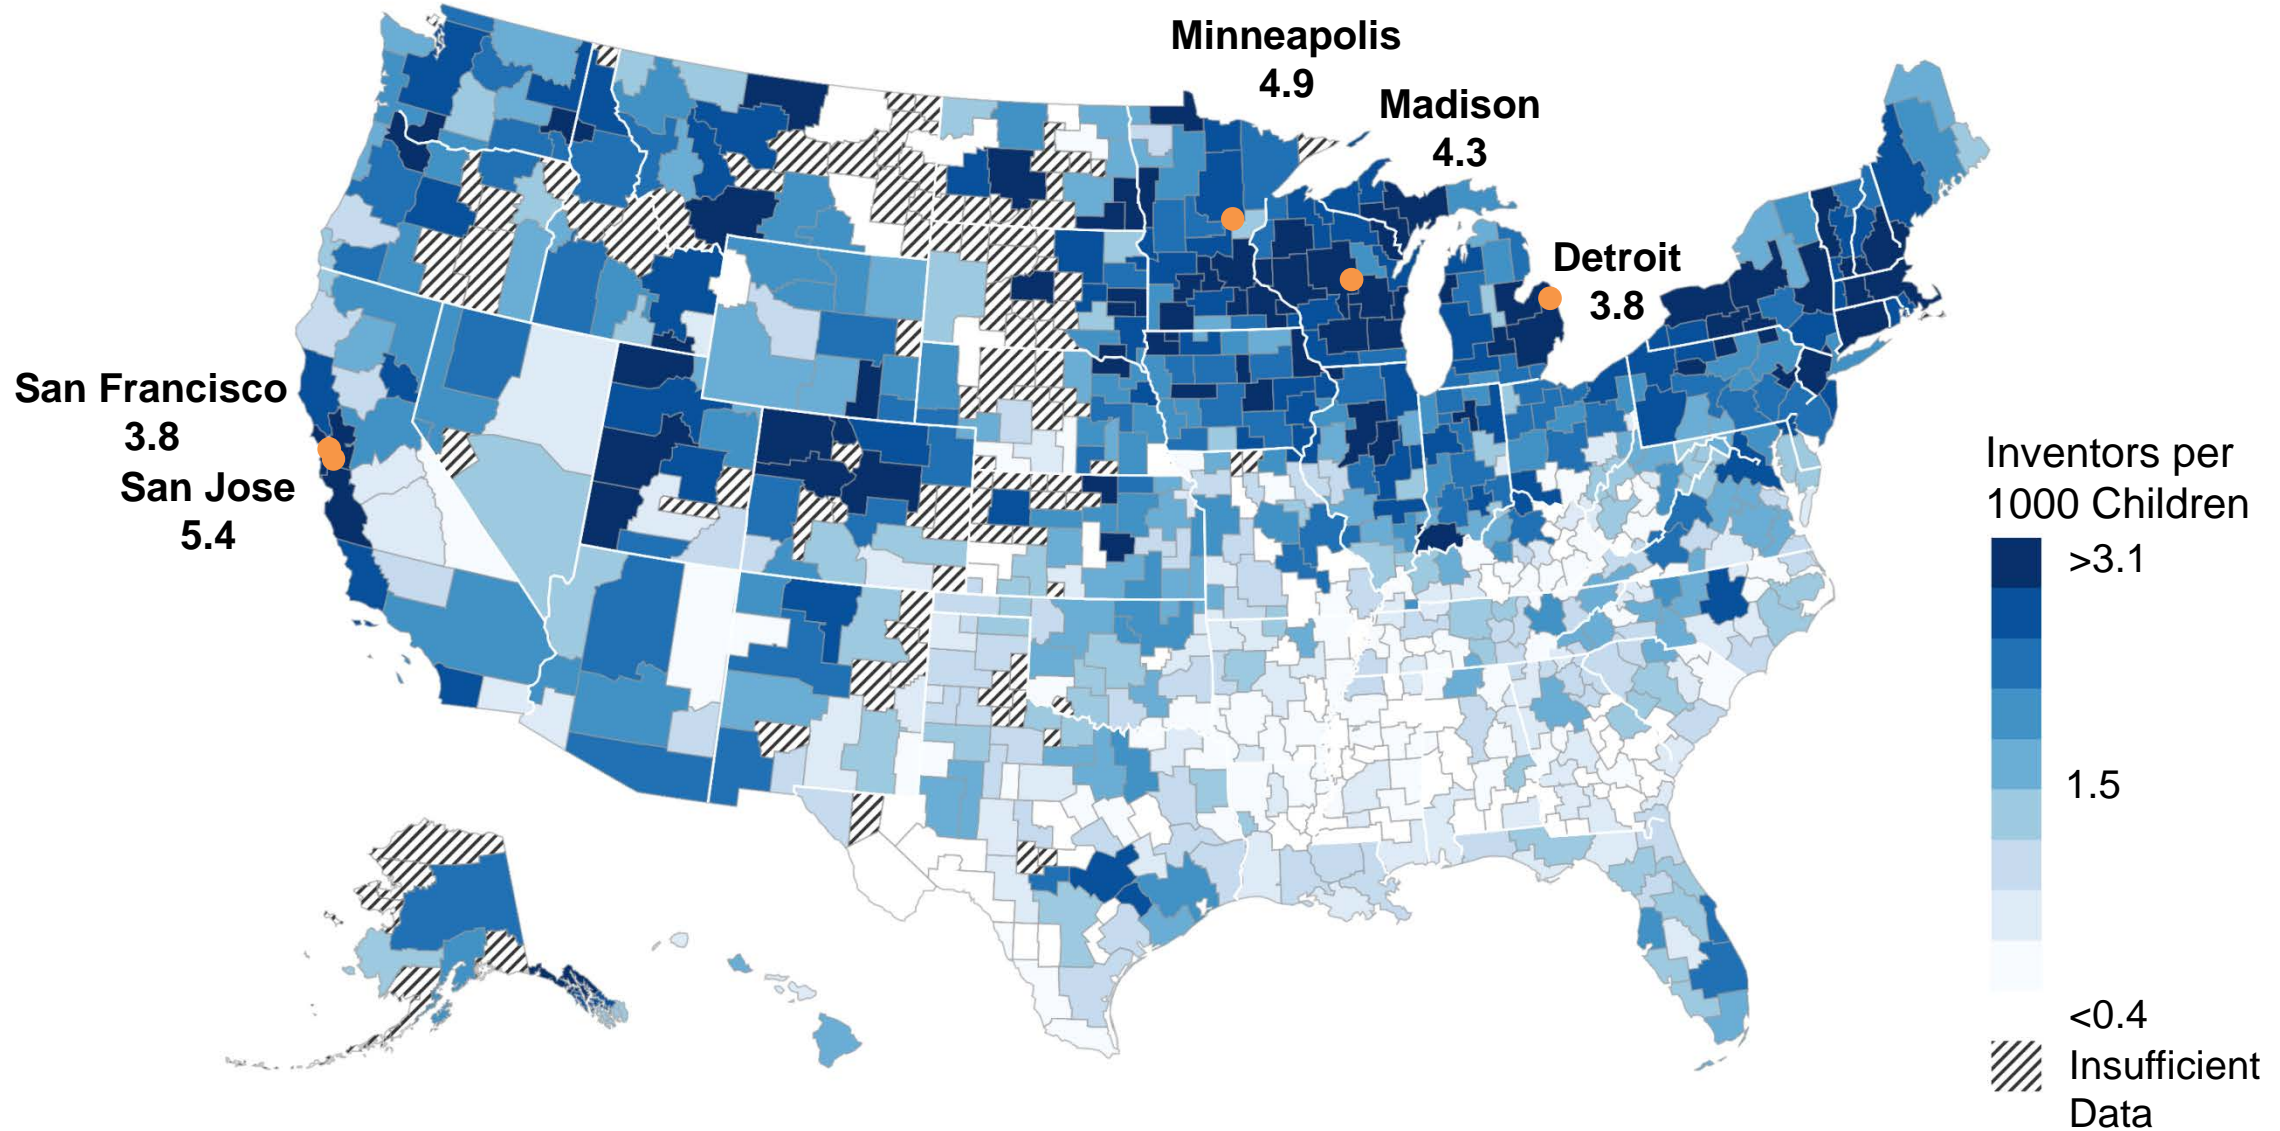 Minneapolis
4.9
Madison
4.3
Detroit
3.8
San Francisco
3.8
San Jose
5.4
Inventors per
1000 Children
>3.1
1.5
<0.4
Insufficient
Data